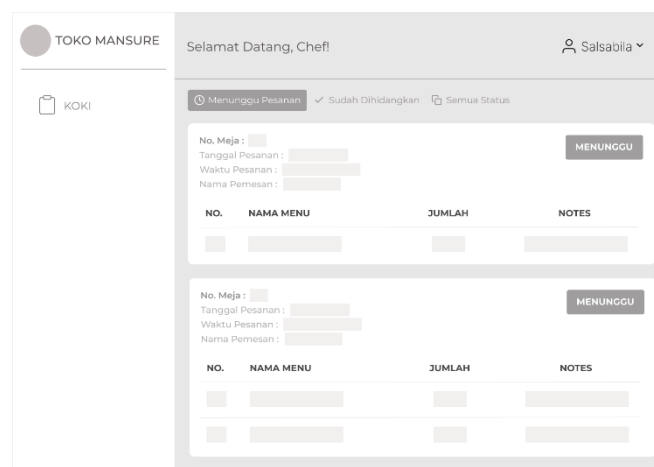 TOKO MANSURE
Selamat Datang, Chef!
Salsabila
KOKI
Menunggu Pesanan
Sudah Dihidangkan
Semua Status
No. Meja :
Tanggal Pesanan :
Waktu Pesanan :
Nama Pemesan :
MENUNGGU
NO. NAMA MENU JUMLAH NOTES
No. Meja :
Tanggal Pesanan :
Waktu Pesanan :
Nama Pemesan :
MENUNGGU
NO. NAMA MENU JUMLAH NOTES